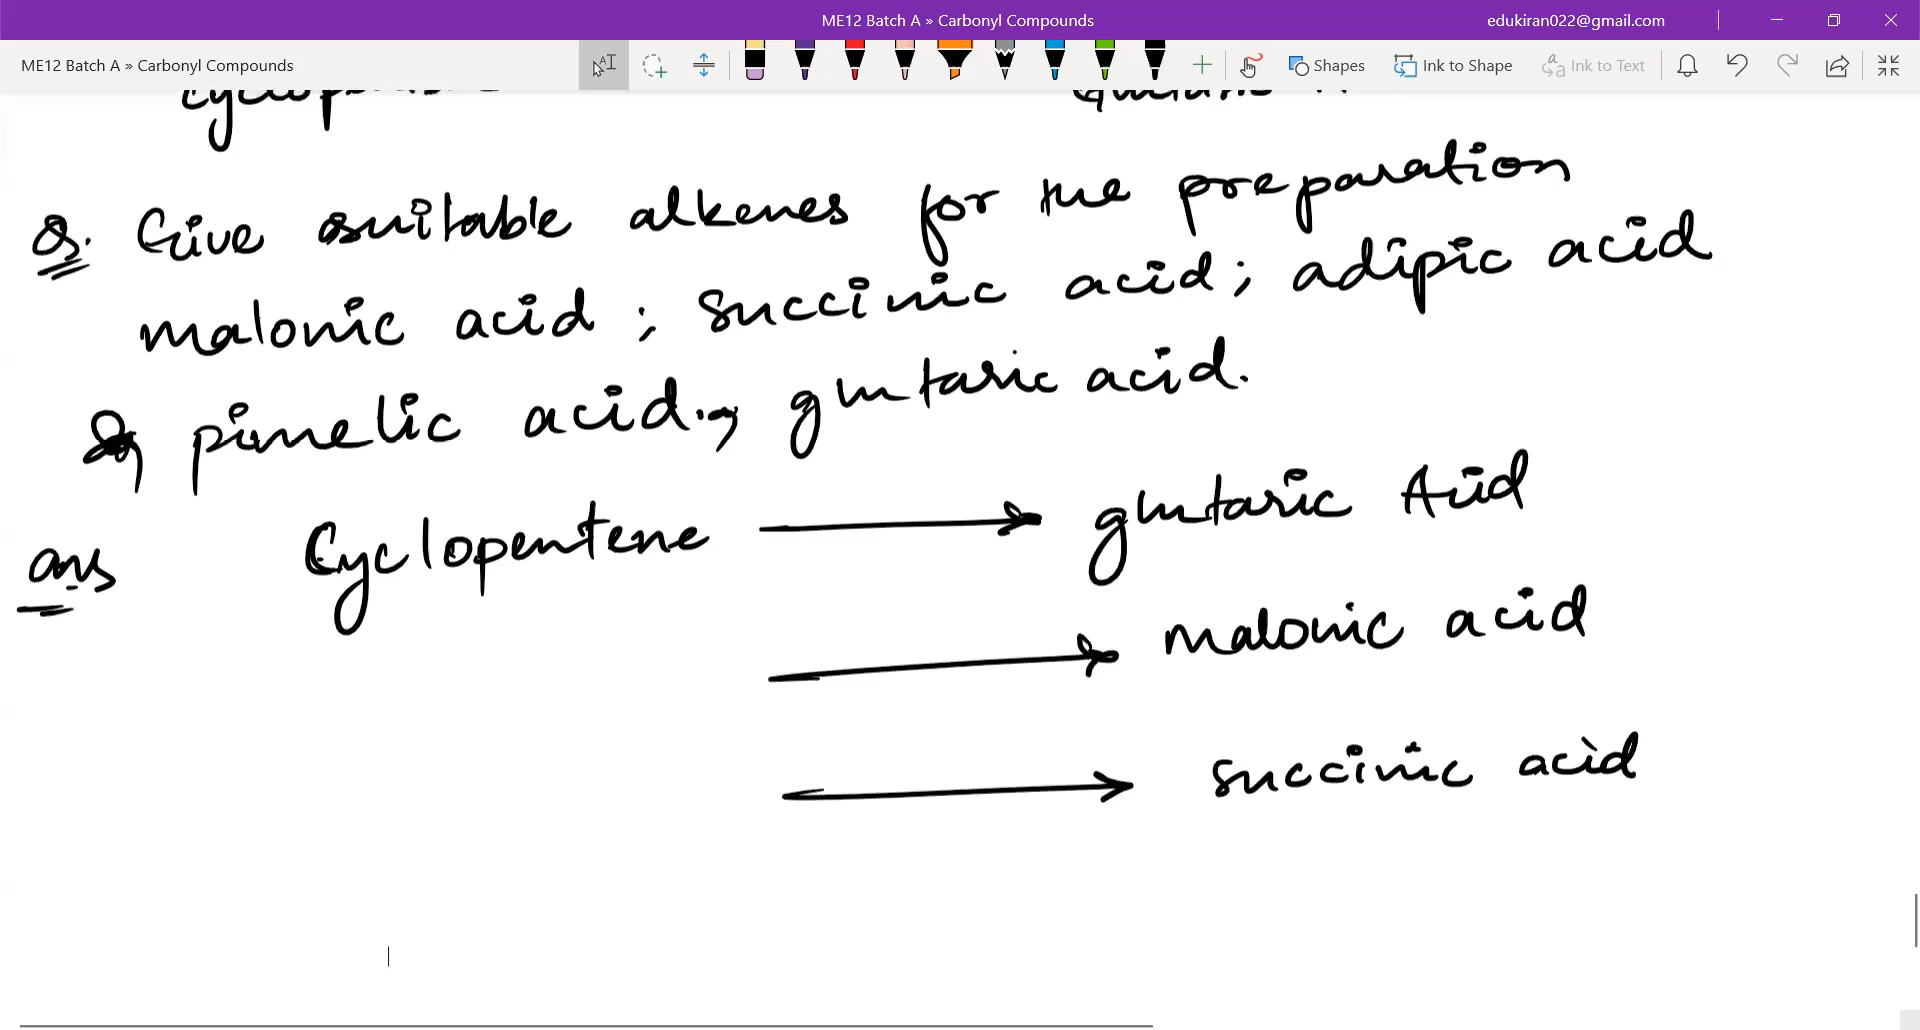 ME12 Batch A » Carbonyl Compounds
edukiran022@gmail.com
ME12 Batch A » Carbonyl Compounds
Shapes
Ink to Shape
Ink to Text
Q. Give suitable alkenes for the preparation
malonic acid ; succinic acid ; adipic acid
pimelic acid., glutaric acid.
ans Cyclopentene → glutaric Acid
→ malonic acid
→ succinic acid